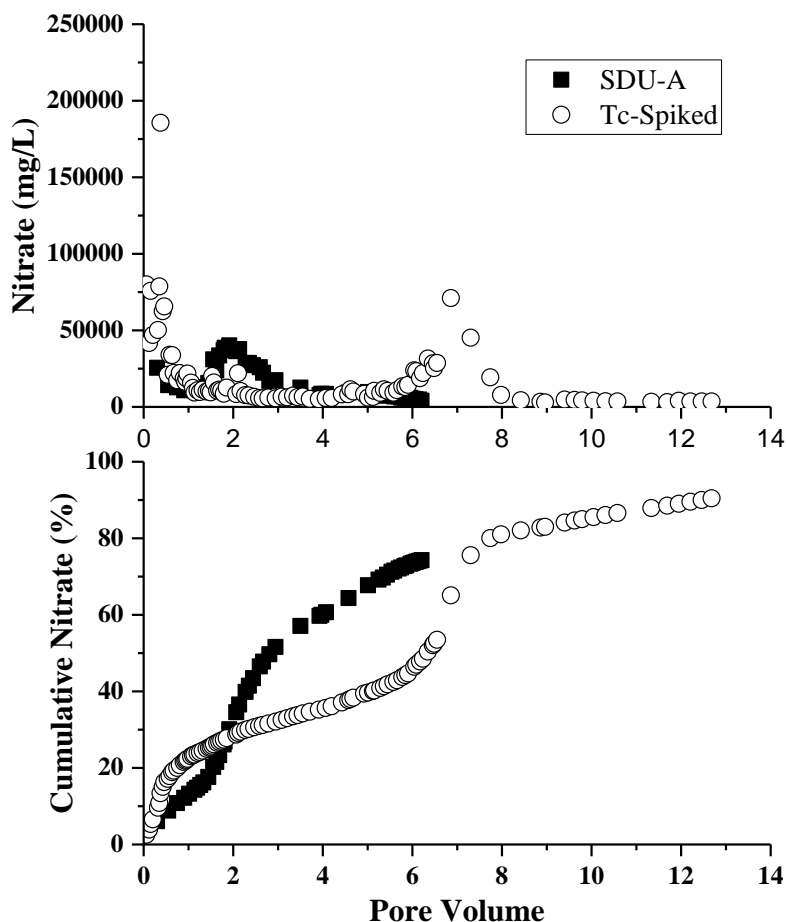 250000
200000
150000
100000
50000
0
Nitrate (mg/L)
SDU-A
Tc-Spiked
0 2 4 6 8 10 12 14
100
80
60
40
20
0
Cumulative Nitrate (%)
0 2 4 6 8 10 12 14
Pore Volume